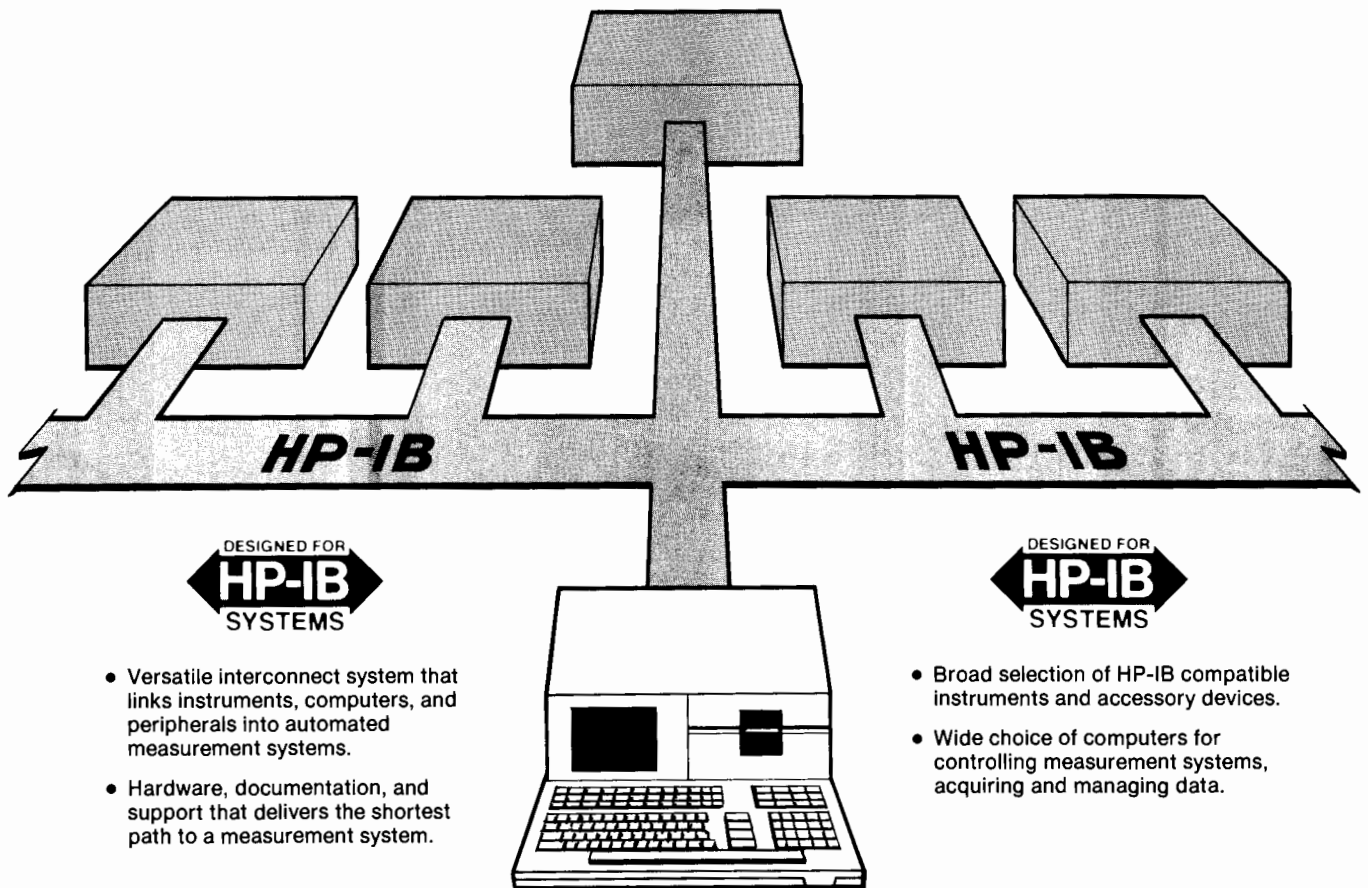 HP-IB
HP-IB
DESIGNED FOR
HP-IB
SYSTEMS
• Versatile interconnect system that
links instruments, computers, and
peripherals into automated
measurement systems.
• Hardware, documentation, and
support that delivers the shortest
path to a measurement system.
DESIGNED FOR
HP-IB
SYSTEMS
• Broad selection of HP-IB compatible
instruments and accessory devices.
• Wide choice of computers for
controlling measurement systems,
acquiring and managing data.